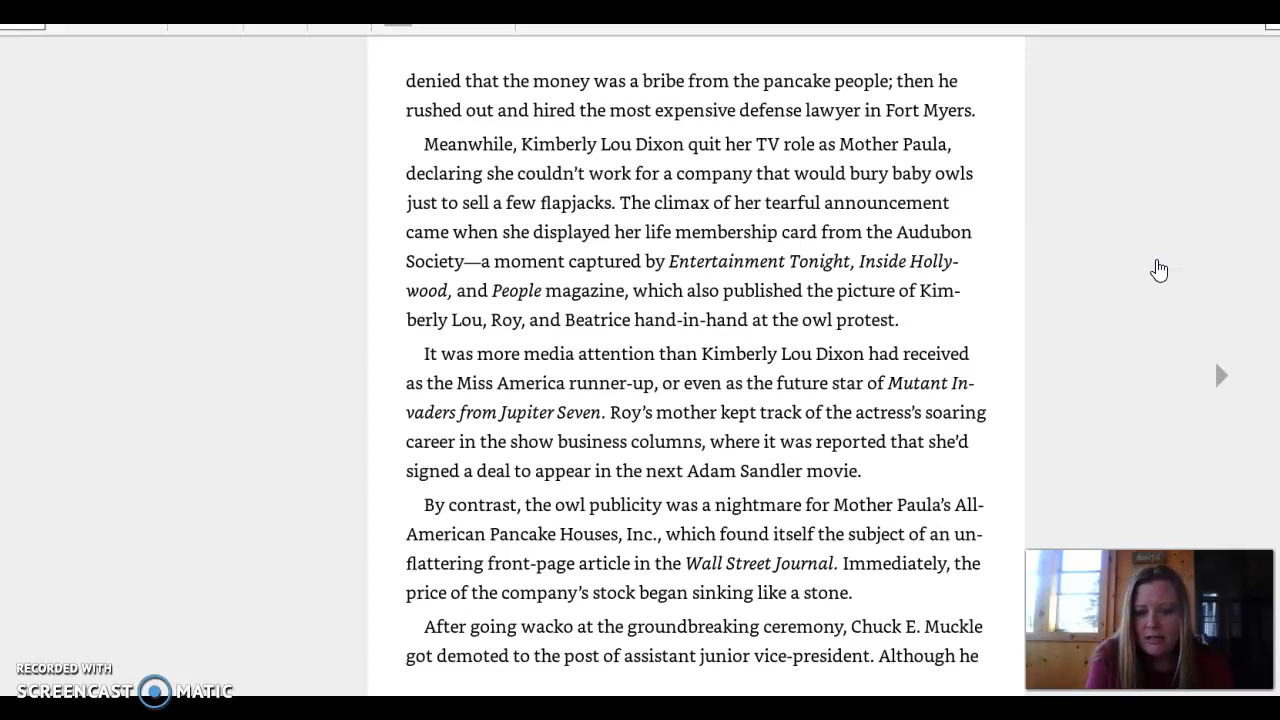 denied that the money was a bribe from the pancake people; then he
rushed out and hired the most expensive defense lawyer in Fort Myers.
Meanwhile, Kimberly Lou Dixon quit her TV role as Mother Paula,
declaring she couldn't work for a company that would bury baby owls
just to sell a few flapjacks. The climax of her tearful announcement
came when she displayed her life membership card from the Audubon
Society—a moment captured by Entertainment Tonight, Inside Holly-
wood, and People magazine, which also published the picture of Kim-
berly Lou, Roy, and Beatrice hand-in-hand at the owl protest.
It was more media attention than Kimberly Lou Dixon had received
as the Miss America runner-up, or even as the future star of Mutant In-
vaders from Jupiter Seven. Roy's mother kept track of the actress's soaring
career in the show business columns, where it was reported that she'd
signed a deal to appear in the next Adam Sandler movie.
By contrast, the owl publicity was a nightmare for Mother Paula's All-
American Pancake Houses, Inc., which found itself the subject of an un-
flattering front-page article in the Wall Street Journal. Immediately, the
price of the company's stock began sinking like a stone.
After going wacko at the groundbreaking ceremony, Chuck E. Muckle
got demoted to the post of assistant junior vice-president. Although he
RECORDED WITH
SCREENCAST MATIC